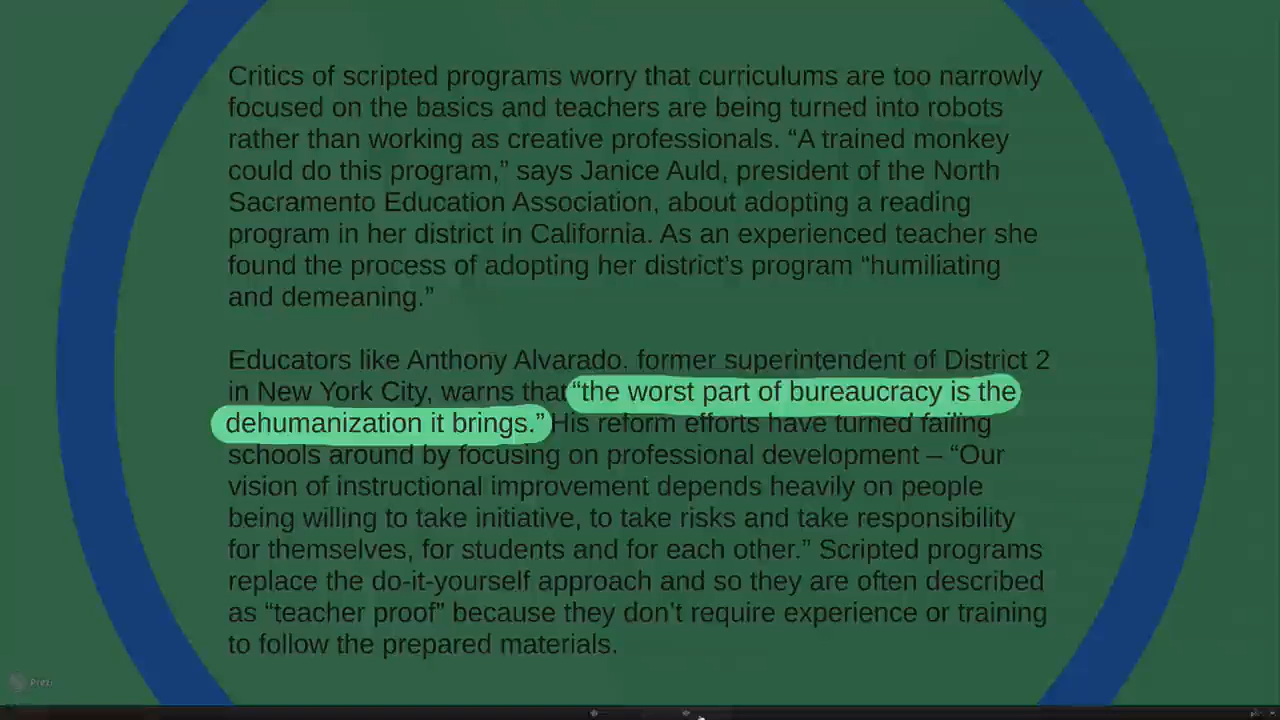 Critics of scripted programs worry that curriculums are too narrowly
focused on the basics and teachers are being turned into robots
rather than working as creative professionals. “A trained monkey
could do this program,” says Janice Auld, president of the North
Sacramento Education Association, about adopting a reading
program in her district in California. As an experienced teacher she
found the process of adopting her district’s program “humiliating
and demeaning.”
Educators like Anthony Alvarado, former superintendent of District 2
in New York City, warns that “the worst part of bureaucracy is the
dehumanization it brings.” His reform efforts have turned failing
schools around by focusing on professional development – “Our
vision of instructional improvement depends heavily on people
being willing to take initiative, to take risks and take responsibility
for themselves, for students and for each other.” Scripted programs
replace the do-it-yourself approach and so they are often described
as “teacher proof” because they don’t require experience or training
to follow the prepared materials.
Prezi